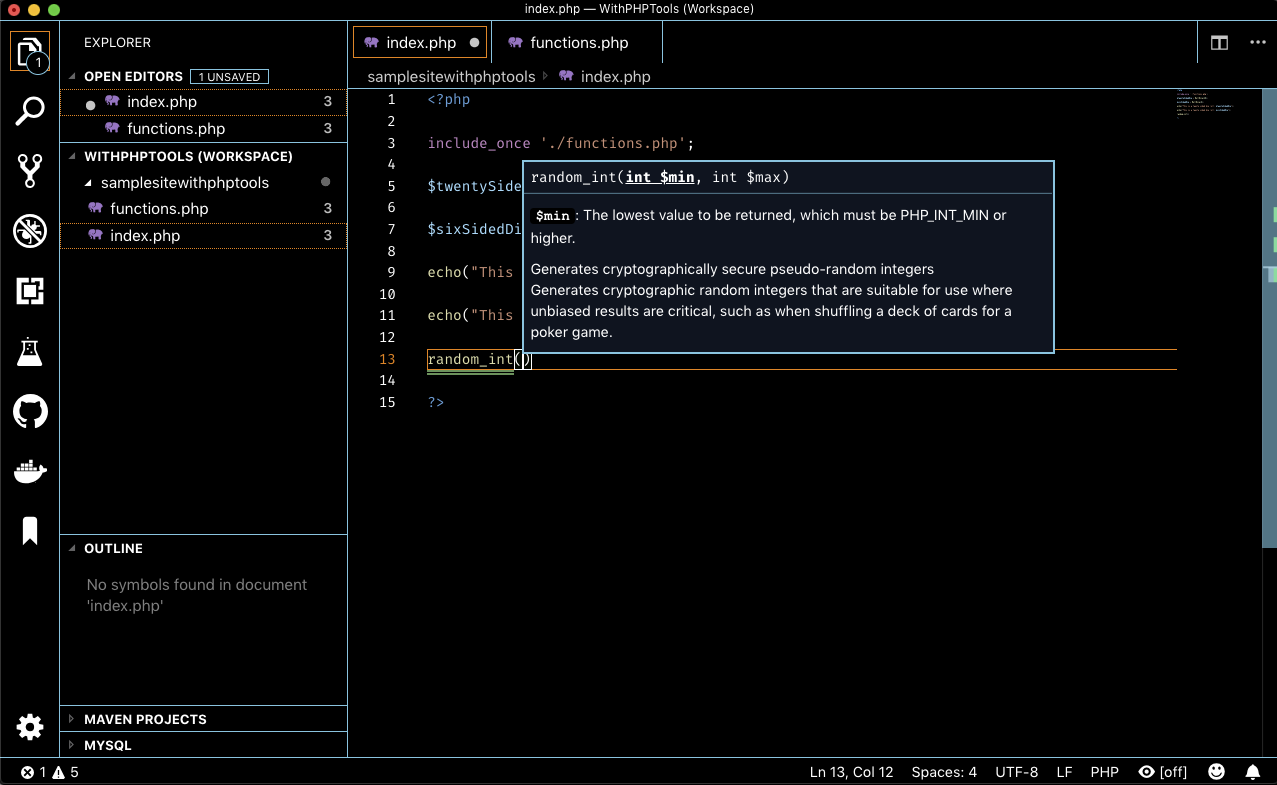 index.php — WithPHPTools (Workspace)
1
EXPLORER
OPEN EDITORS 1 UNSAVED
index.php 3
functions.php 3
WITHPHPTOOLS (WORKSPACE)
samplesitewithphptools
functions.php 3
index.php 3
OUTLINE
No symbols found in document
'index.php'
MAVEN PROJECTS
MYSQL
index.php functions.php
samplesitewithphptools index.php
1 <?php
2
3 include_once './functions.php';
4
5 $twentySide
6
7 $sixSidedDi
8
9 echo("This
10
11 echo("This
12
13 random_int()
14
15 ?>
random_int(int $min, int $max)
$min: The lowest value to be returned, which must be PHP_INT_MIN or
higher.
Generates cryptographically secure pseudo-random integers
Generates cryptographic random integers that are suitable for use where
unbiased results are critical, such as when shuffling a deck of cards for a
poker game.
1 5 Ln 13, Col 12 Spaces: 4 UTF-8 LF PHP [off]